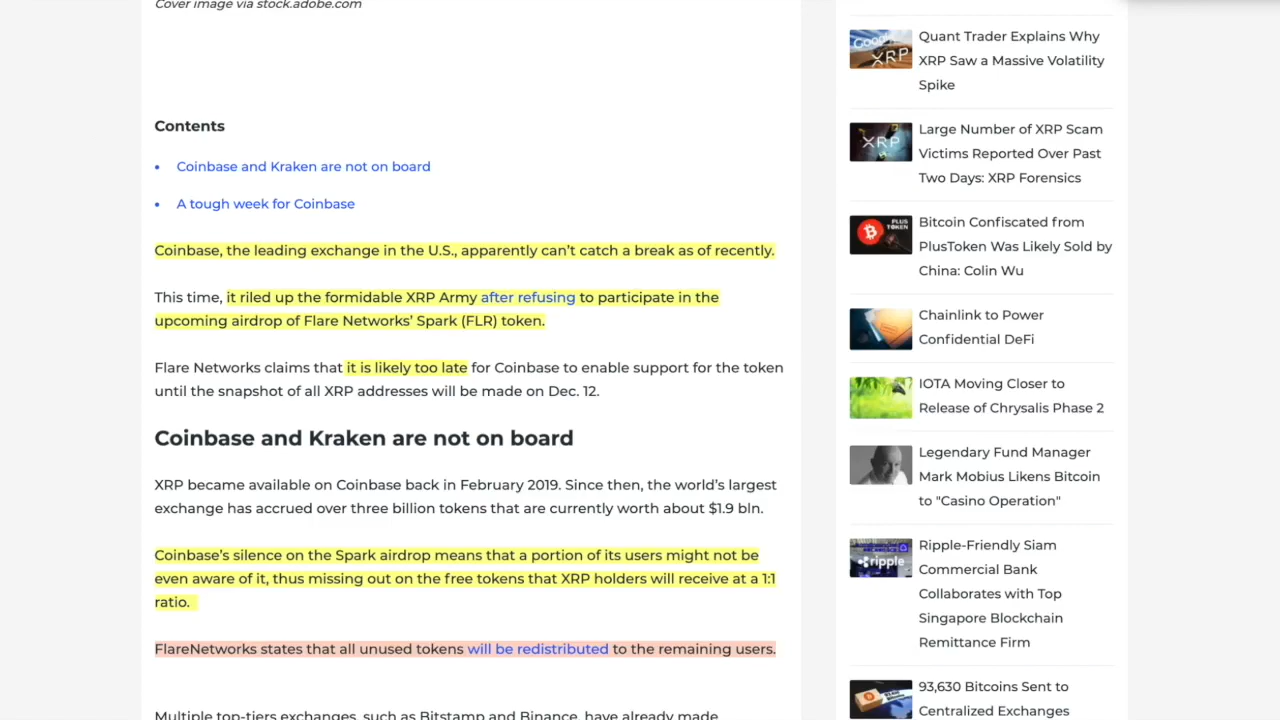 Cover image via stock.adobe.com
Contents
• Coinbase and Kraken are not on board
• A tough week for Coinbase
Coinbase, the leading exchange in the U.S., apparently can't catch a break as of recently.
This time, it riled up the formidable XRP Army after refusing to participate in the
upcoming airdrop of Flare Networks' Spark (FLR) token.
Flare Networks claims that it is likely too late for Coinbase to enable support for the token
until the snapshot of all XRP addresses will be made on Dec. 12.
Coinbase and Kraken are not on board
XRP became available on Coinbase back in February 2019. Since then, the world's largest
exchange has accrued over three billion tokens that are currently worth about $1.9 bln.
Coinbase's silence on the Spark airdrop means that a portion of its users might not be
even aware of it, thus missing out on the free tokens that XRP holders will receive at a 1:1
ratio.
FlareNetworks states that all unused tokens will be redistributed to the remaining users.
Multiple top-tiers exchanges, such as Bitstamp and Binance, have already made
Quant Trader Explains Why
XRP Saw a Massive Volatility
Spike
XRP
Large Number of XRP Scam
Victims Reported Over Past
Two Days: XRP Forensics
XRP
Bitcoin Confiscated from
PlusToken Was Likely Sold by
China: Colin Wu
PLUS
TOKEN
Chainlink to Power
Confidential DeFi
IOTA Moving Closer to
Release of Chrysalis Phase 2
Legendary Fund Manager
Mark Mobius Likens Bitcoin
to "Casino Operation"
Ripple-Friendly Siam
Commercial Bank
Collaborates with Top
Singapore Blockchain
Remittance Firm
ripple
93,630 Bitcoins Sent to
Centralized Exchanges